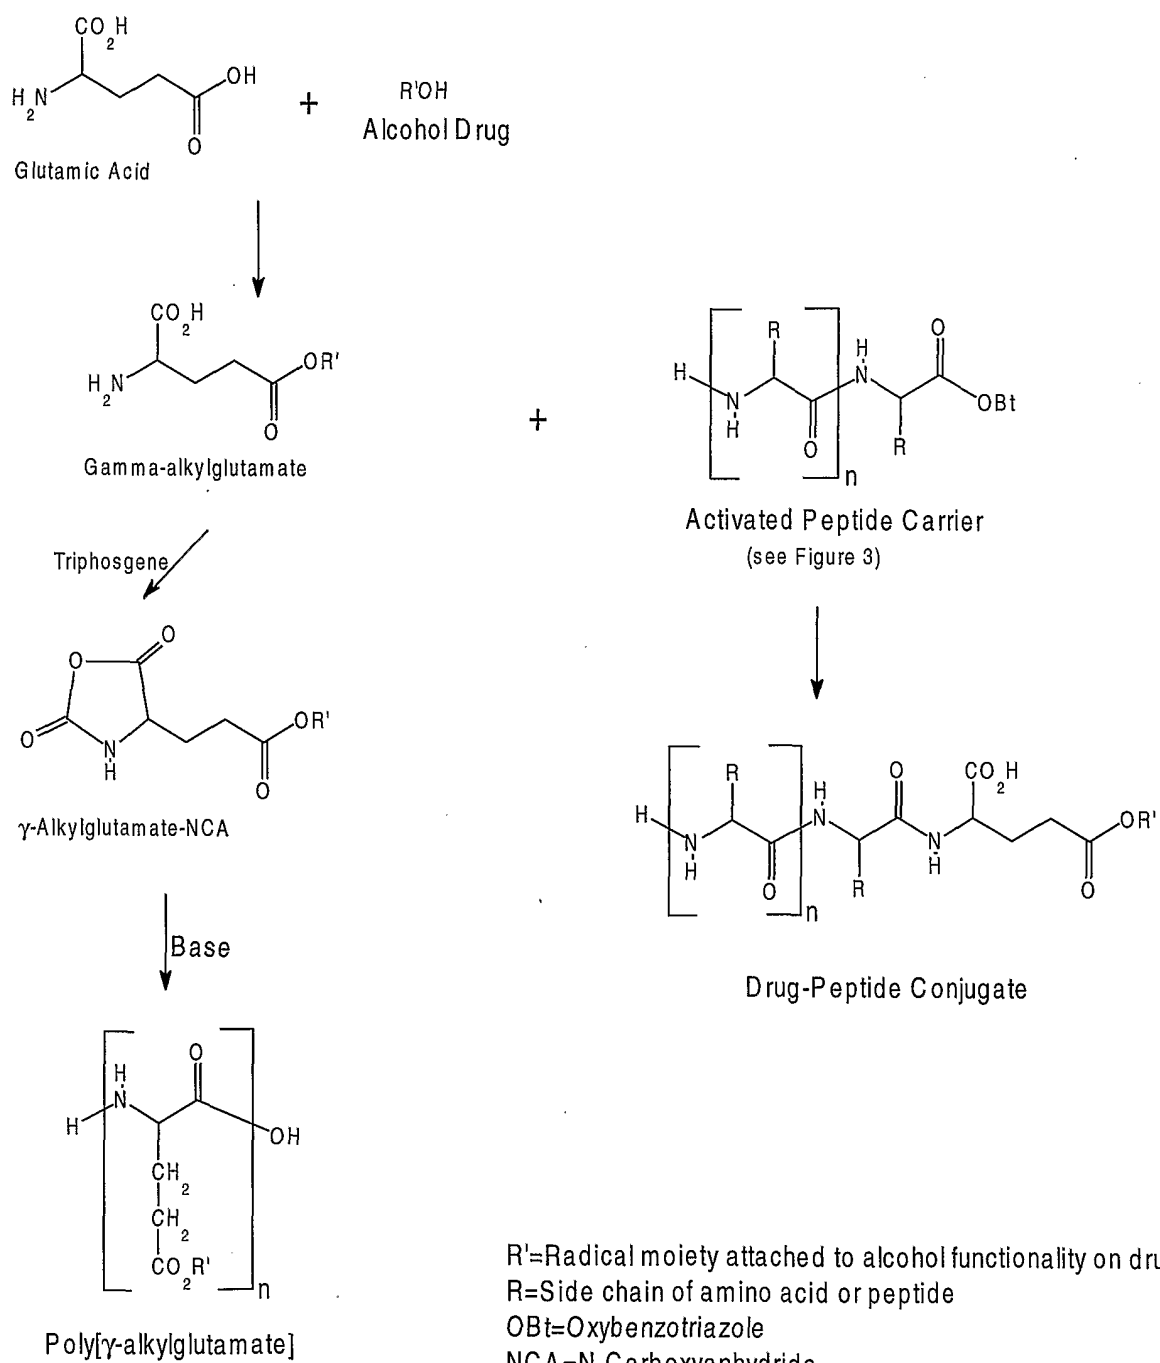 CO2H
H2N
OH
O
Glutamic Acid
+
R'OH
Alcohol Drug
CO2H
H2N
OR'
O
Gamma-alkylglutamate
+
H
N
H
R
O
n
H
N
R
O
OBt
Activated Peptide Carrier
(see Figure 3)
Triphosgene
O
O
O
N
H
OR'
O
γ-Alkylglutamate-NCA
H
N
H
R
O
n
H
N
R
O
N
H
CO2H
OR'
O
Drug-Peptide Conjugate
Base
H
H
N
O
OH
CH2
CH2
CO2R'
n
Poly[γ-alkylglutamate]
R'=Radical moiety attached to alcohol functionality on dru
R=Side chain of amino acid or peptide
OBt=Oxybenzotriazole
NCA=N-Carboxyanhydride